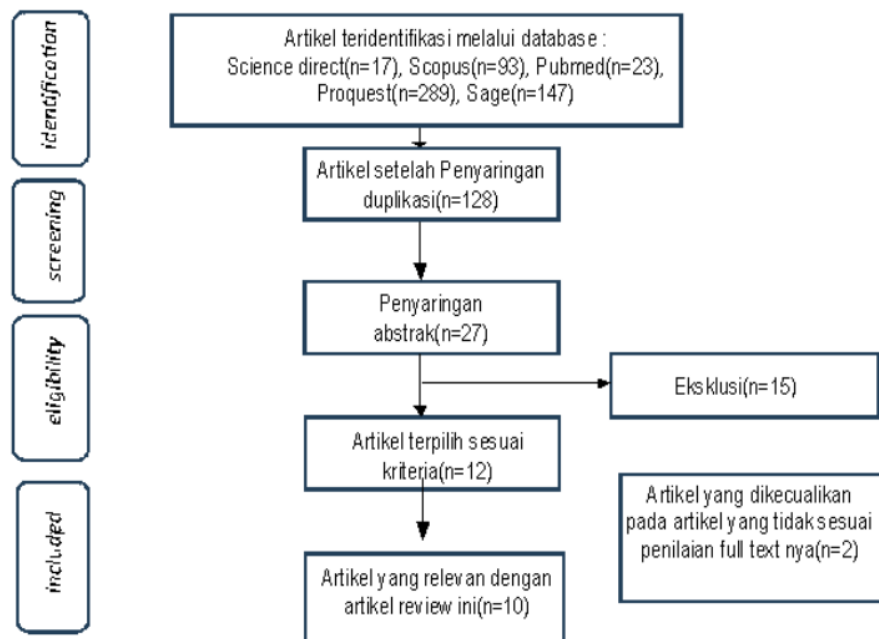 identification
Artikel teridentifikasi melalui database :
Science direct(n=17), Scopus(n=93), Pubmed(n=23),
Proquest(n=289), Sage(n=147)
screening
Artikel setelah Penyaringan
duplikasi(n=128)
Penyaringan
abstrak(n=27)
eligibility
Eksklusi(n=15)
Artikel terpilih sesuai
kriteria(n=12)
Artikel yang dikecualikan
pada artikel yang tidak sesuai
penilaian full text nya(n=2)
included
Artikel yang relevan dengan
artikel review ini(n=10)